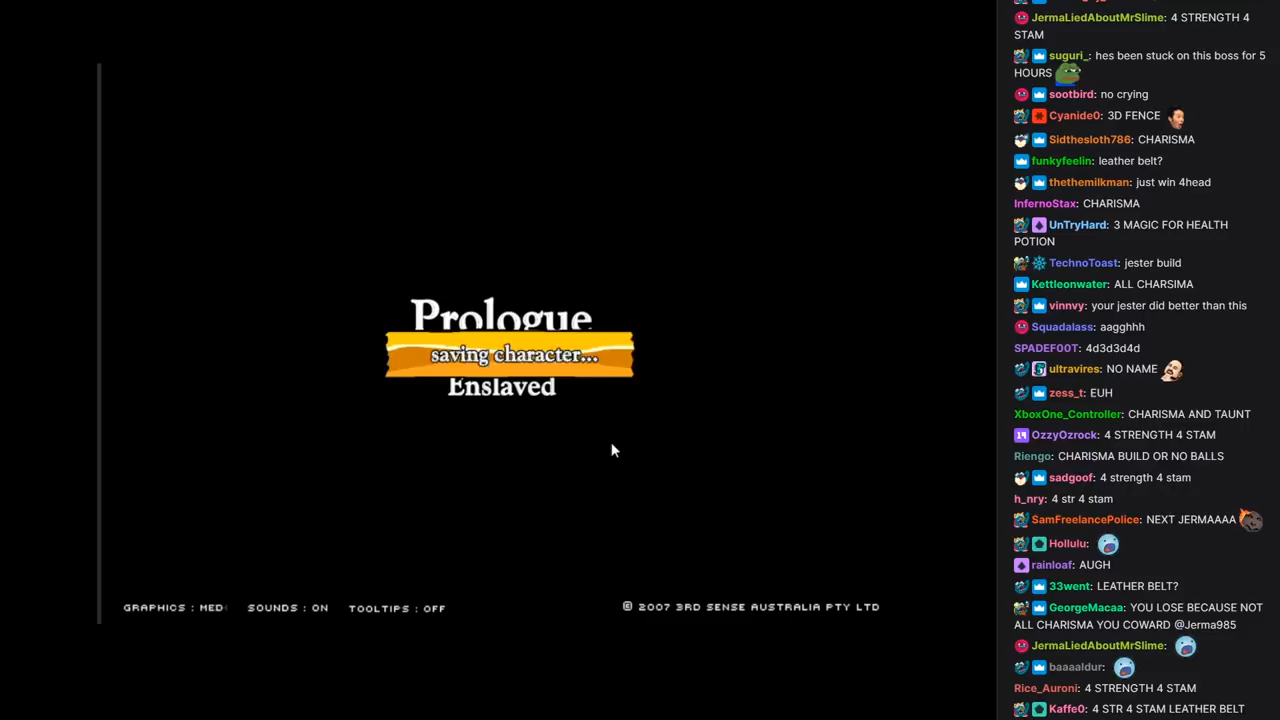 Prologue
saving character...
Enslaved
GRAPHICS : MED
SOUNDS : ON
TOOLTIPS : OFF
© 2007 3RD SENSE AUSTRALIA PTY LTD
JermaLiedAboutMrSlime: 4 STRENGTH 4
STAM
suguri_: hes been stuck on this boss for 5
HOURS
sootbird: no crying
Cyanide0: 3D FENCE
Sidthesloth786: CHARISMA
funkyfeelin: leather belt?
thethemilkman: just win 4head
InfernoStax: CHARISMA
UnTryHard: 3 MAGIC FOR HEALTH
POTION
TechnoToast: jester build
Kettleonwater: ALL CHARSIMA
vinnvy: your jester did better than this
Squadalass: aagghhh
SPADEF00T: 4d3d3d4d
ultravires: NO NAME
zess_t: EUH
XboxOne_Controller: CHARISMA AND TAUNT
OzzyOzrock: 4 STRENGTH 4 STAM
Riengo: CHARISMA BUILD OR NO BALLS
sadgoof: 4 strength 4 stam
h_nry: 4 str 4 stam
SamFreelancePolice: NEXT JERMAAAA
Hollulu:
rainloaf: AUGH
33went: LEATHER BELT?
GeorgeMacaa: YOU LOSE BECAUSE NOT
ALL CHARISMA YOU COWARD @Jerma985
JermaLiedAboutMrSlime:
baaaaldur:
Rice_Auroni: 4 STRENGTH 4 STAM
Kaffe0: 4 STR 4 STAM LEATHER BELT